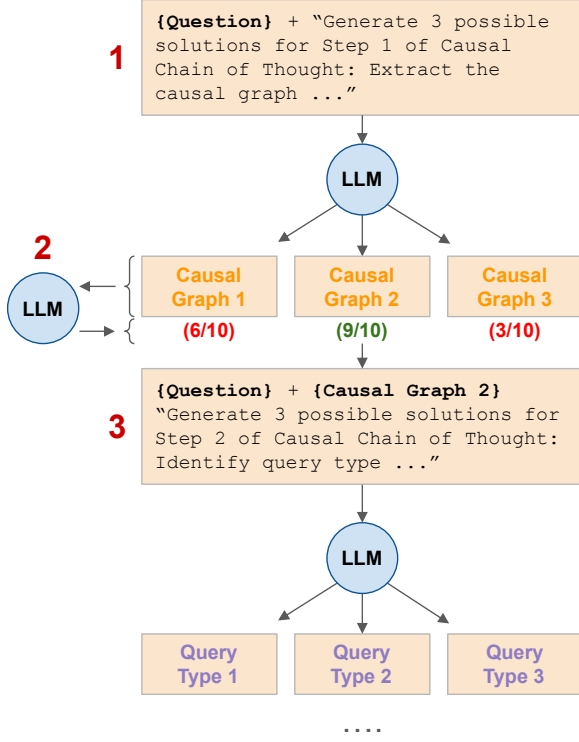 1
{Question} + “Generate 3 possible
solutions for Step 1 of Causal
Chain of Thought: Extract the
causal graph ...”
LLM
2
LLM
Causal
Graph 1
Causal
Graph 2
Causal
Graph 3
(6/10)
(9/10)
(3/10)
3
{Question} + {Causal Graph 2}
“Generate 3 possible solutions for
Step 2 of Causal Chain of Thought:
Identify query type ...”
LLM
Query
Type 1
Query
Type 2
Query
Type 3
....